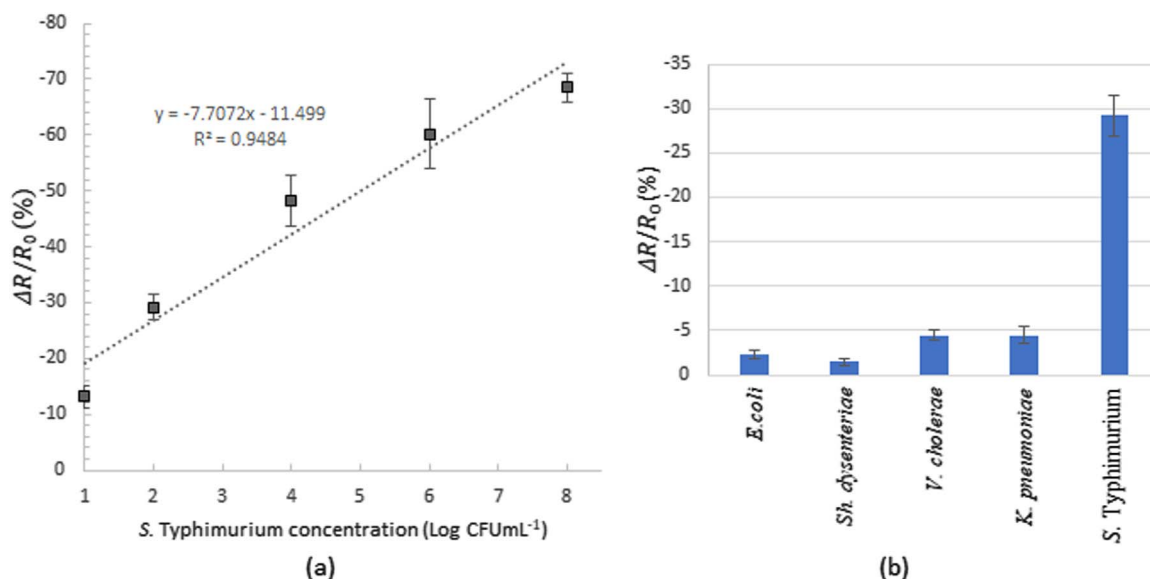 -80
-70
-60
-50
-40
-30
-20
-10
0
ΔR/R₀ (%)
y = -7.7072x - 11.499
R² = 0.9484
1 2 3 4 5 6 7 8
S. Typhimurium concentration (Log CFUmL⁻¹)
(a)
-35
-30
-25
-20
-15
-10
-5
0
ΔR/R₀ (%)
E.coli
Sh. dysenteriae
V. cholerae
K. pneumoniae
S. Typhimurium
(b)